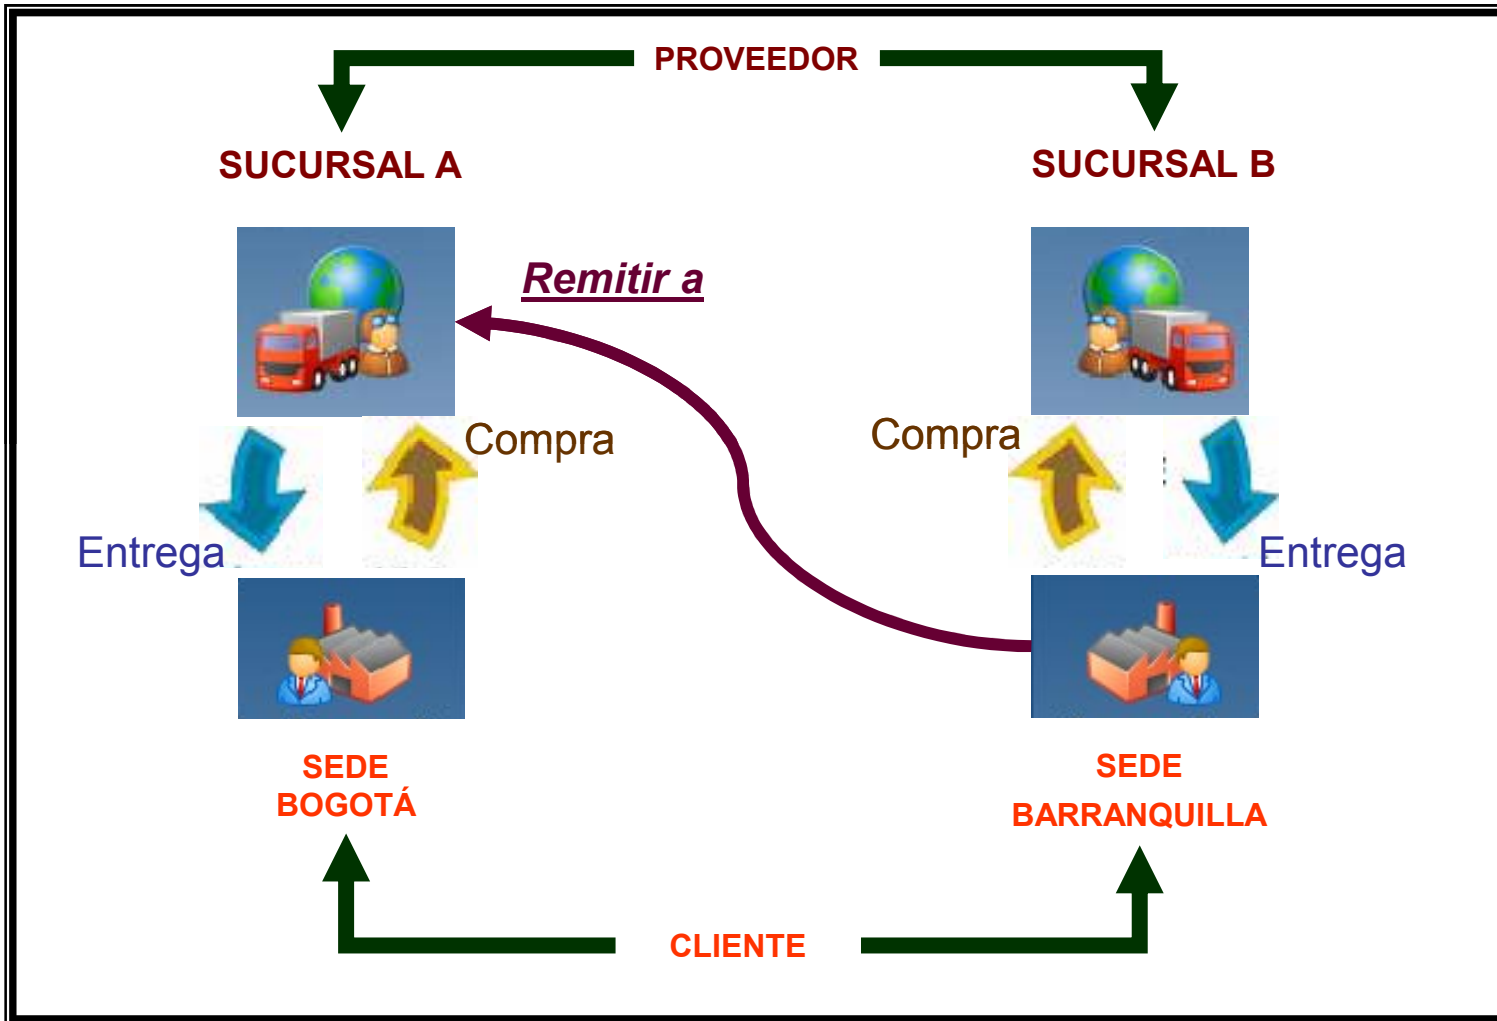 PROVEEDOR
SUCURSAL A
SUCURSAL B
Remitir a
Compra
Compra
Entrega
Entrega
SEDE
BOGOTÁ
SEDE
BARRANQUILLA
CLIENTE